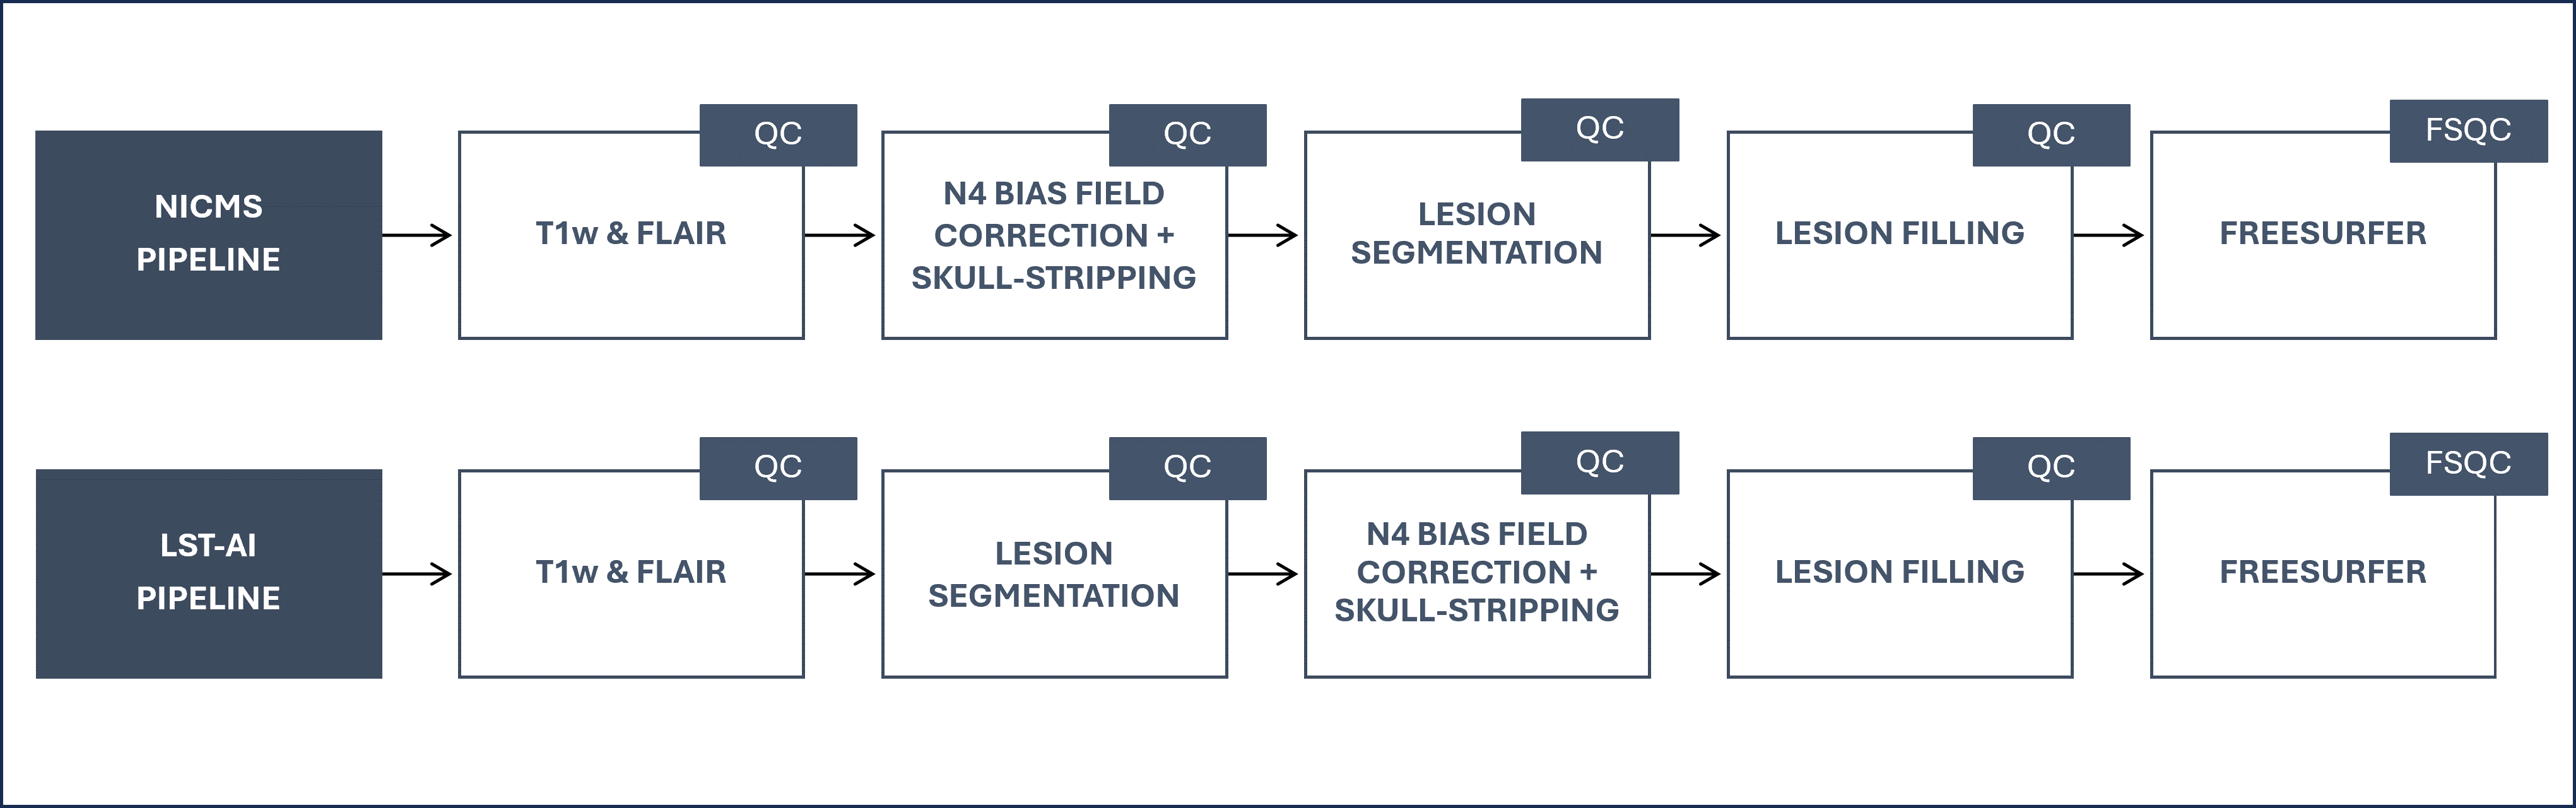 NICMS
PIPELINE
QC
T1w & FLAIR
QC
N4 BIAS FIELD
CORRECTION +
SKULL-STRIPPING
QC
LESION
SEGMENTATION
QC
LESION FILLING
FSQC
FREESURFER
LST-AI
PIPELINE
QC
T1w & FLAIR
QC
LESION
SEGMENTATION
QC
N4 BIAS FIELD
CORRECTION +
SKULL-STRIPPING
QC
LESION FILLING
FSQC
FREESURFER